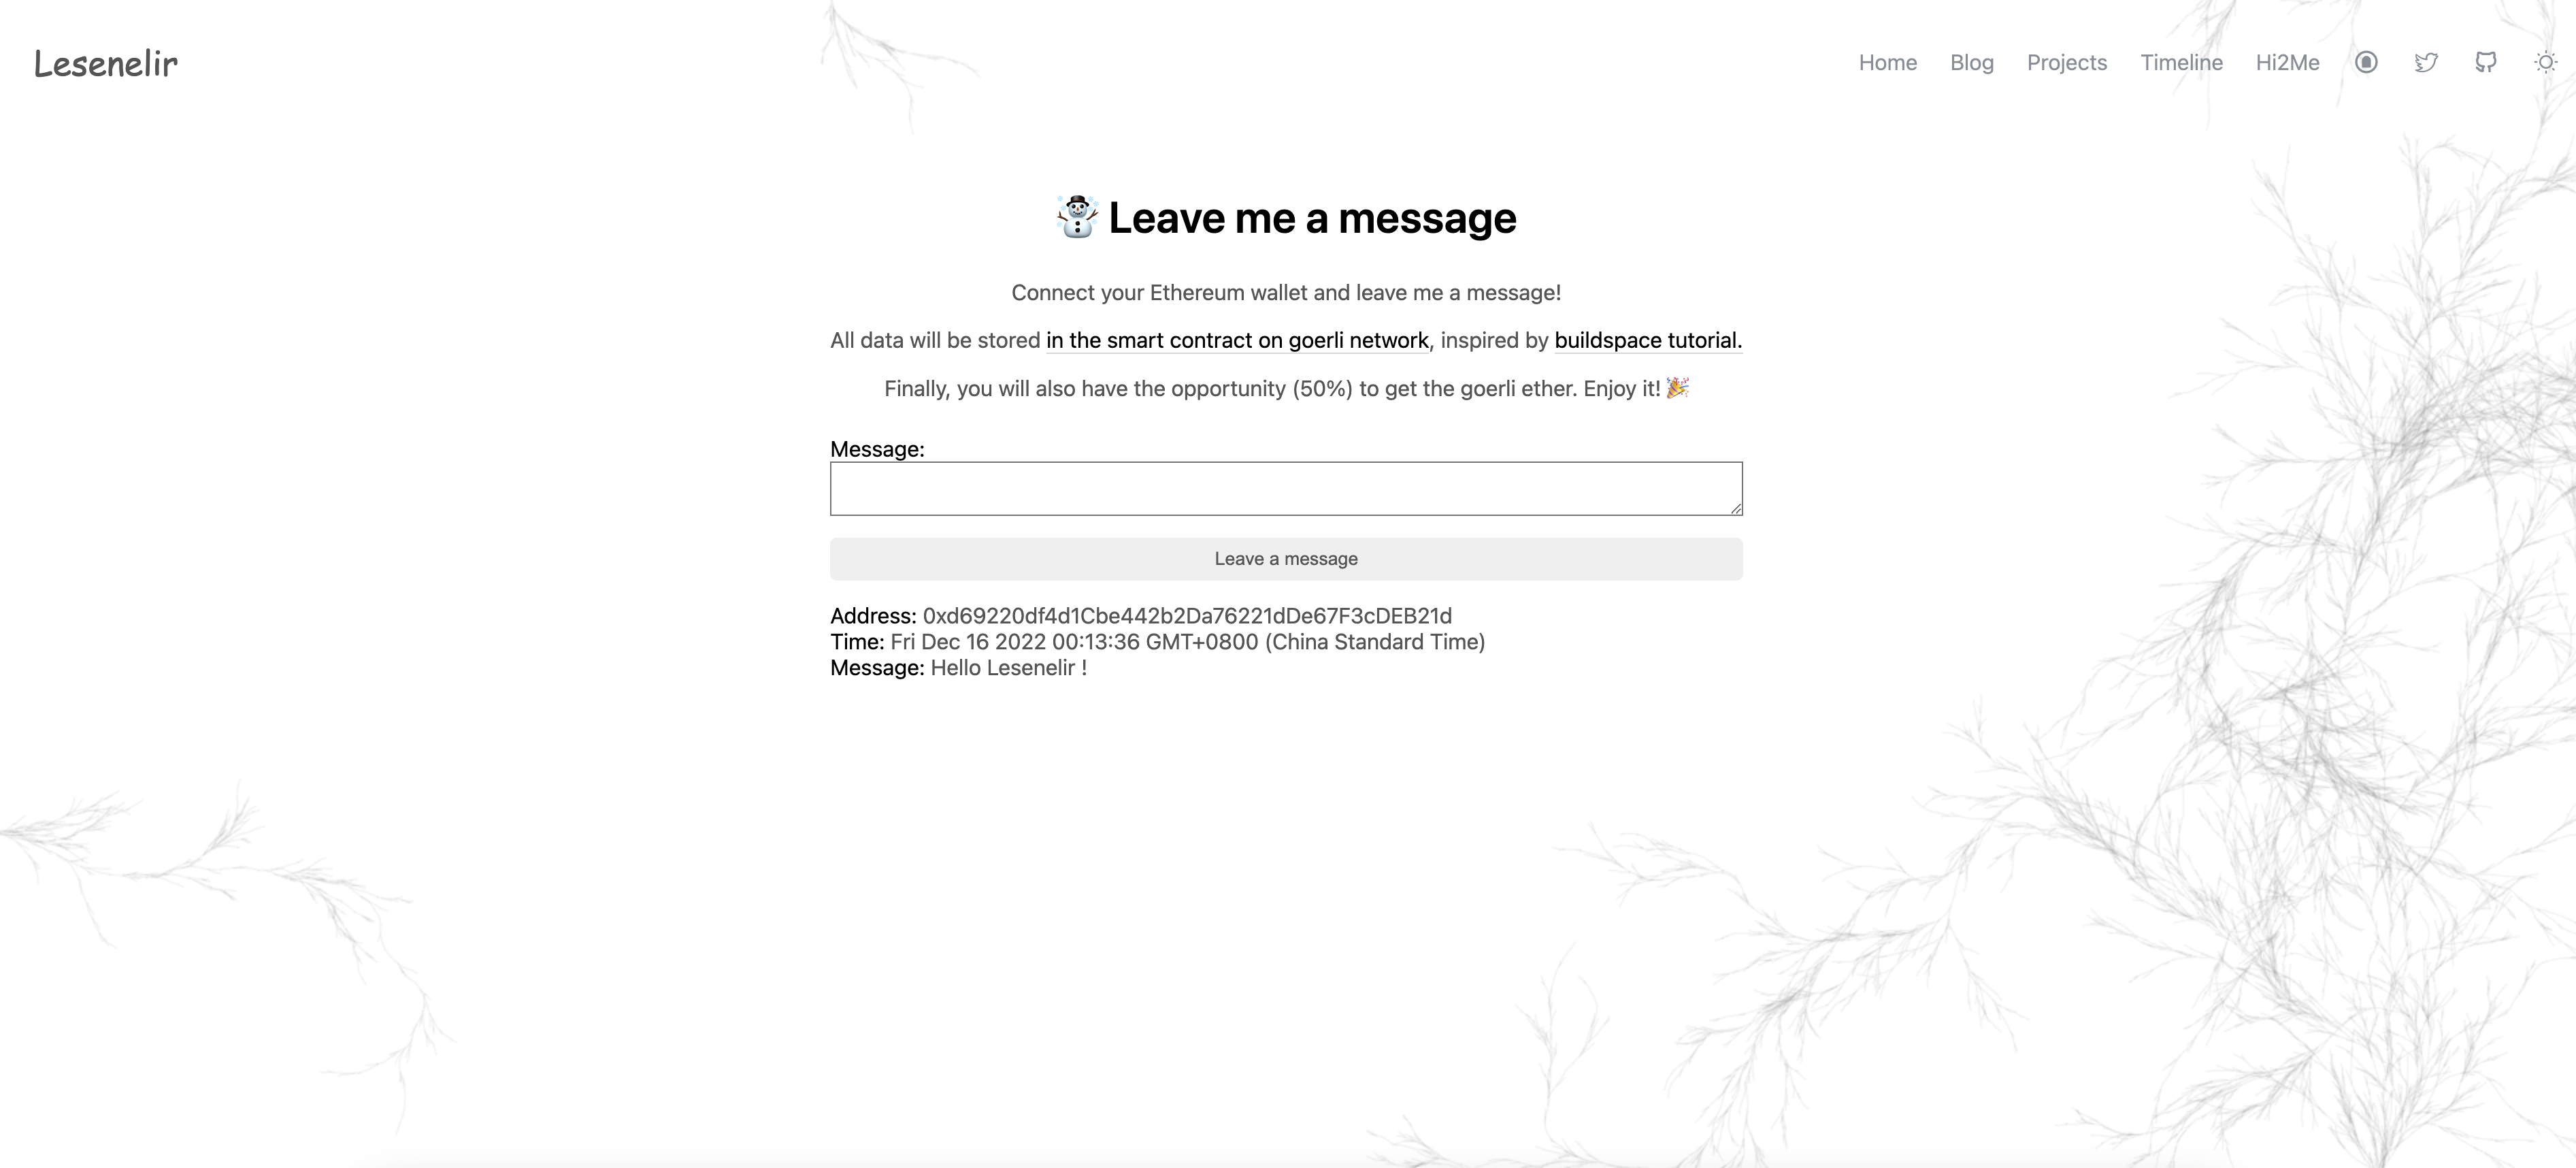 Lesenelir
Home Blog Projects Timeline Hi2Me
☃️ Leave me a message
Connect your Ethereum wallet and leave me a message!
All data will be stored in the smart contract on goerli network, inspired by buildspace tutorial.
Finally, you will also have the opportunity (50%) to get the goerli ether. Enjoy it! 🎉
Message:
Leave a message
Address: 0xd69220df4d1Cbe442b2Da76221dDe67F3cDEB21d
Time: Fri Dec 16 2022 00:13:36 GMT+0800 (China Standard Time)
Message: Hello Lesenelir !